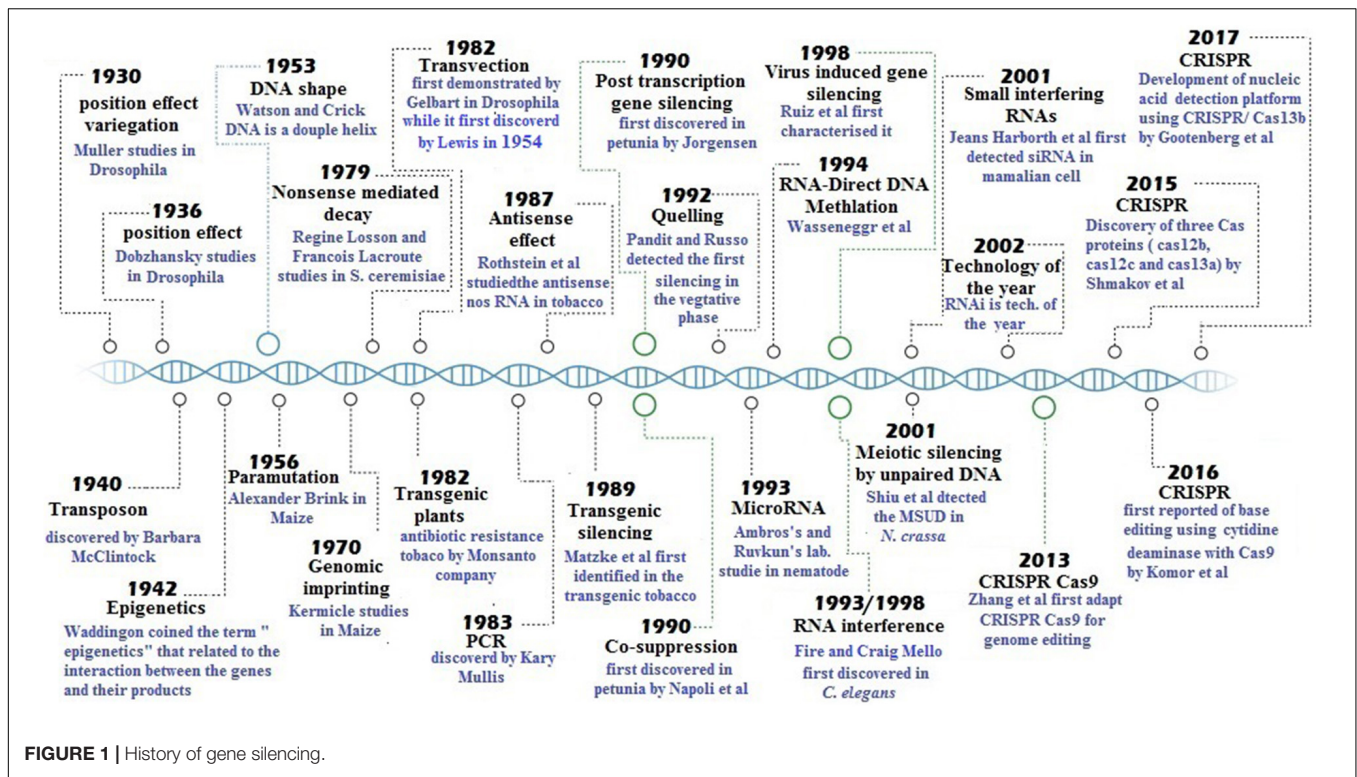 1930
position effect
variegation
Muller studies in
Drosophila
1936
position effect
Dobzhansky studies
in Drosophila
1953
DNA shape
Watson and Crick
DNA is a douple helix
1979
Nonsense mediated
decay
Regine Losson and
Francois Lacroute
studies in S. ceremisiae
1982
Transvection
first demonstrated by
Gelbart in Drosophila
while it first discoverd
by Lewis in 1954
1987
Antisense
effect
Rothstein et al
studiedthe antisense
nos RNA in tobacco
1990
Post transcription
gene silencing
first discovered in
petunia by Jorgensen
1992
Quelling
Pandit and Russo
detected the first
silencing in
the vegtative
phase
1998
Virus induced gene
silencing
Ruiz et al first
characterised it
1994
RNA-Direct DNA
Methlation
Wasseneggr et al
2001
Small interfering
RNAs
Jeans Harborth et al first
detected siRNA in
mamalian cell
2002
Technology of
the year
RNAi is tech. of
the year
2017
CRISPR
Development of nucleic
acid detection platform
using CRISPR/ Cas13b
by Gootenberg et al
2015
CRISPR
Discovery of three Cas
proteins ( cas12b,
cas12c and cas13a) by
Shmakov et al
1940
Transposon
discovered by Barbara
McClintock
1942
Epigenetics
Waddingon coined the term "
epigenetics" that related to the
interaction between the genes
and their products
1956
Paramutation
Alexander Brink in
Maize
1970
Genomic
imprinting
Kermicle studies
in Maize
1982
Transgenic
plants
antibiotic resistance
tobaco by Monsanto
company
1983
PCR
discoverd by Kary
Mullis
1989
Transgenic
silencing
Matzke et al first
identified in the
transgenic tobacco
1990
Co-suppression
first discovered in
petunia by Napoli et al
1993
MicroRNA
Ambros's and
Ruvkun's lab.
studie in nematode
1993/1998
RNA interference
Fire and Craig Mello
first discovered in
C. elegans
2001
Meiotic silencing
by unpaired DNA
Shiu et al dtected
the MSUD in
N. crassa
2013
CRISPR Cas9
Zhang et al first adapt
CRISPR Cas9 for
genome editing
2016
CRISPR
first reported of base
editing using cytidine
deaminase with Cas9
by Komor et al
FIGURE 1 | History of gene silencing.